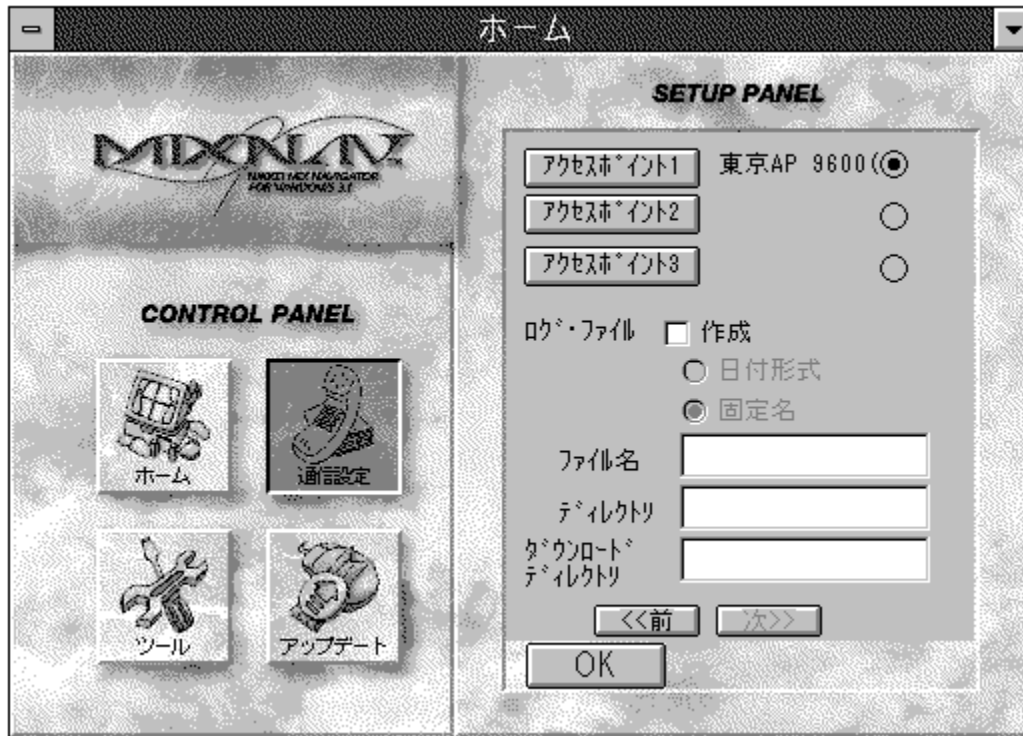 ホーム
MIXNAV.
NIKKEI MIX NAVIGATOR
FOR WINDOWS 3.1
CONTROL PANEL
ホーム
通信設定
ツール
アップデート
SETUP PANEL
ｱｸｾｽﾎﾟｲﾝﾄ1 東京AP 9600(
ｱｸｾｽﾎﾟｲﾝﾄ2
ｱｸｾｽﾎﾟｲﾝﾄ3
ﾛｸﾞ・ﾌｧｲﾙ 作成
日付形式
固定名
ﾌｧｲﾙ名
ﾃﾞｨﾚｸﾄﾘ
ﾀﾞｳﾝﾛｰﾄﾞ
ﾃﾞｨﾚｸﾄﾘ
<<前 次>>
OK